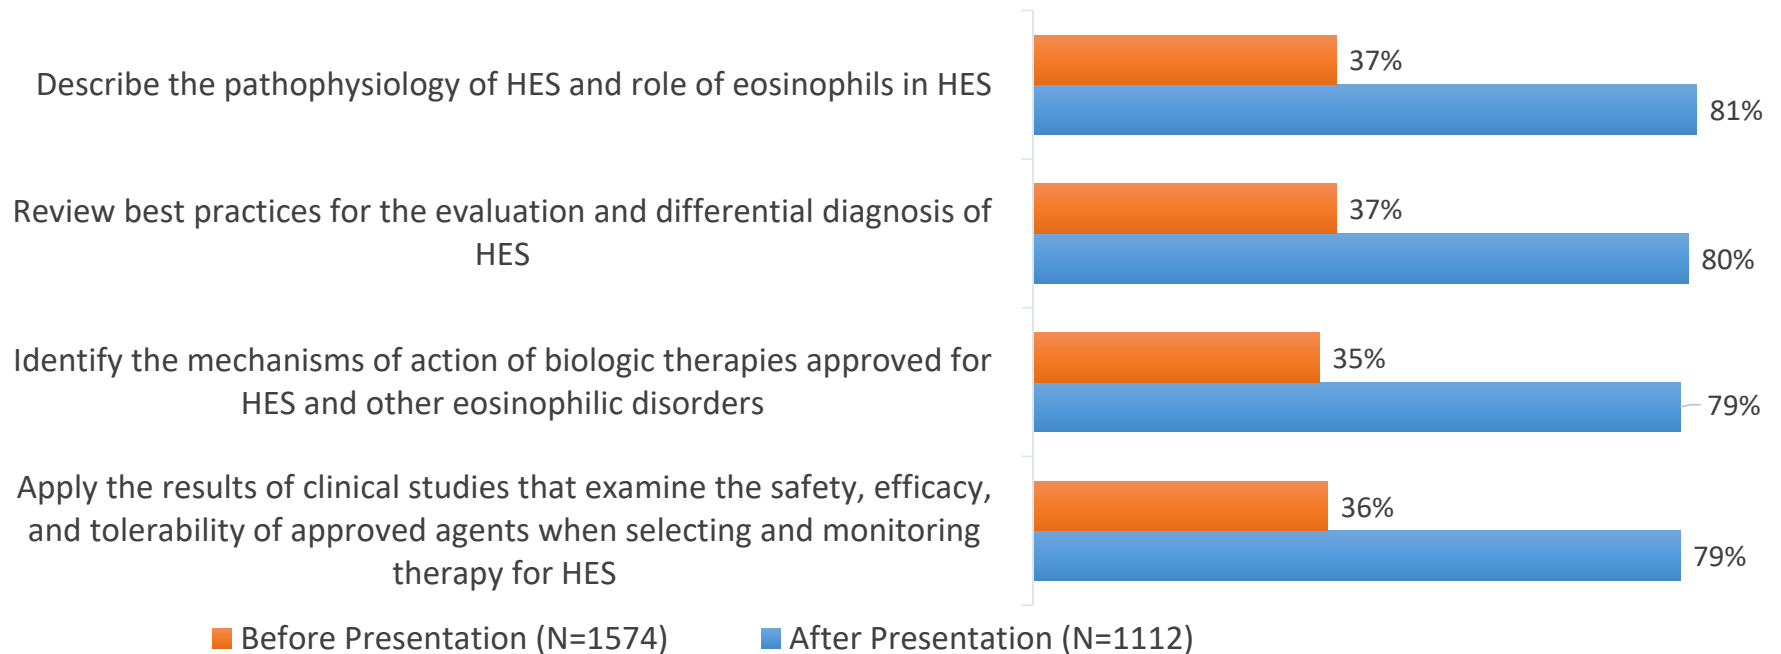 Describe the pathophysiology of HES and role of eosinophils in HES
37%
81%
Review best practices for the evaluation and differential diagnosis of
HES
37%
80%
Identify the mechanisms of action of biologic therapies approved for
HES and other eosinophilic disorders
35%
79%
Apply the results of clinical studies that examine the safety, efficacy,
and tolerability of approved agents when selecting and monitoring
therapy for HES
36%
79%
Before Presentation (N=1574)
After Presentation (N=1112)